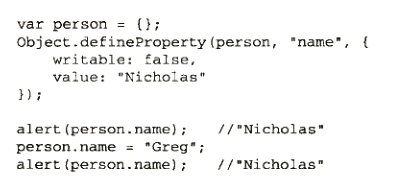 var person = {};
Object.defineProperty(person, "name", {
    writable: false,
    value: "Nicholas"
});

alert(person.name);    //"Nicholas"
person.name = "Greg";
alert(person.name);    //"Nicholas"